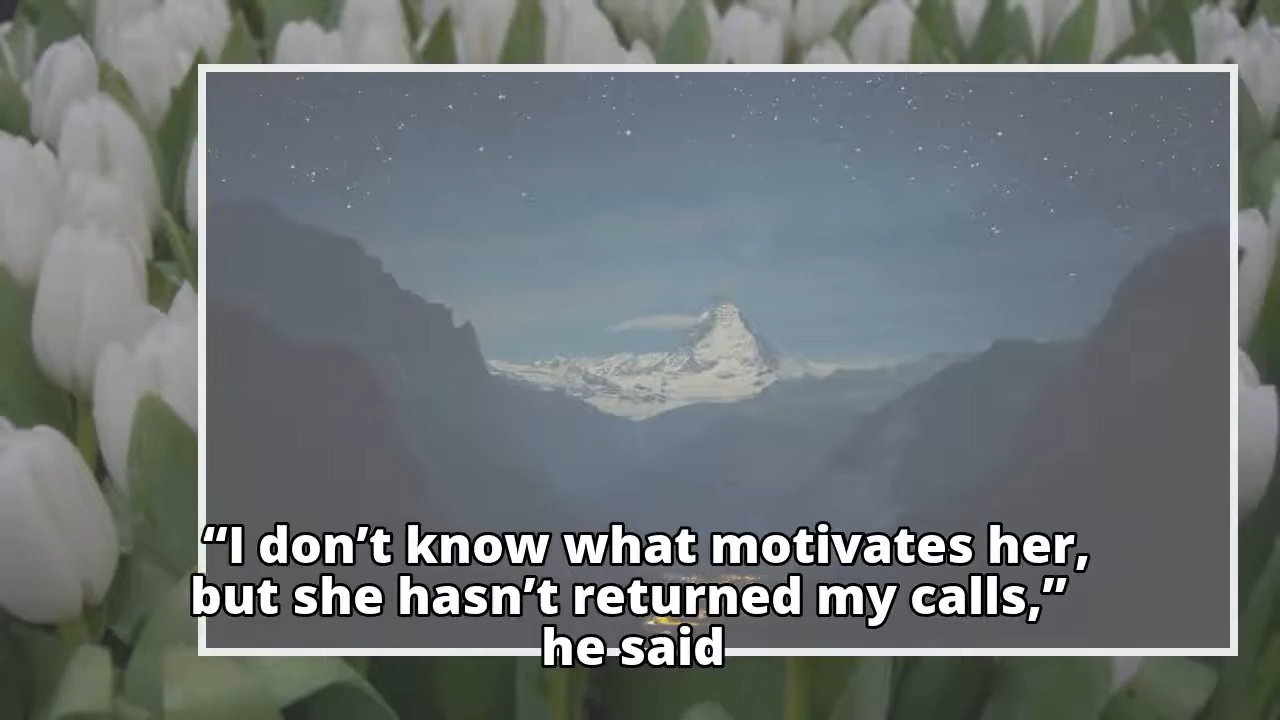 “I don’t know what motivates her,
but she hasn’t returned my calls,”
he said